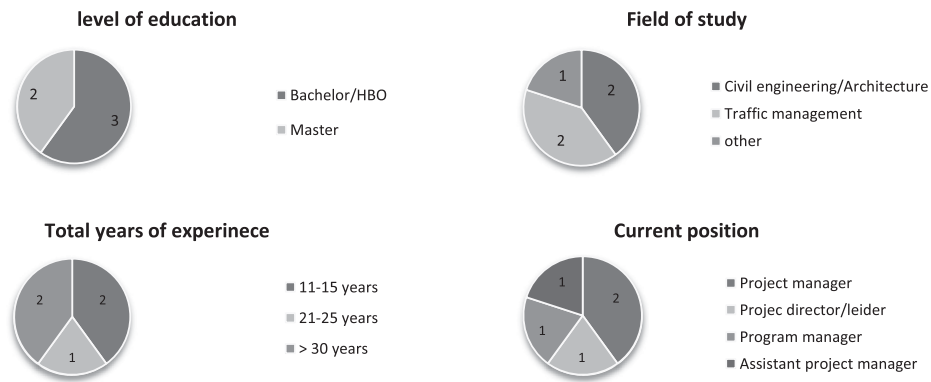 level of education
2
3
Bachelor/HBO
Master
Field of study
1
2
2
Civil engineering/Architecture
Traffic management
other
Total years of experinece
2
2
1
11-15 years
21-25 years
> 30 years
Current position
1
2
1
1
Project manager
Projec director/leider
Program manager
Assistant project manager